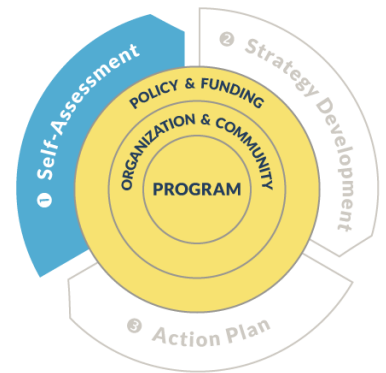 ❶ Self-Assessment
❷ Strategy Development
❸ Action Plan
POLICY & FUNDING
ORGANIZATION & COMMUNITY
PROGRAM